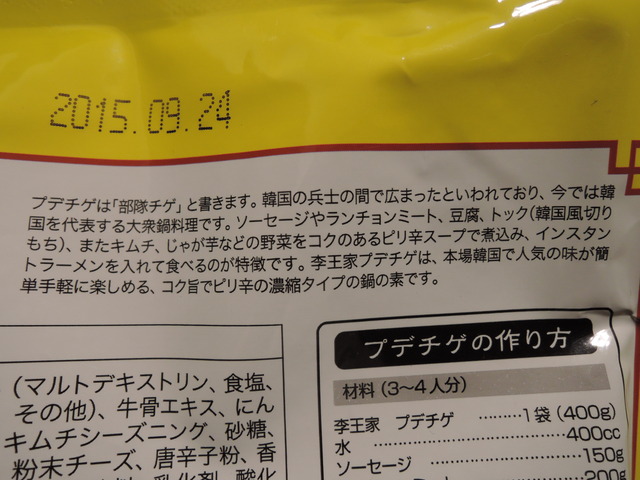 2015.09.24
プデチゲは「部隊チゲ」と書きます。韓国の兵士の間で広まったといわれており、今では韓
国を代表する大衆鍋料理です。ソーセージやランチョンミート、豆腐、トック(韓国風切り
もち)、またキムチ、じゃが芋などの野菜をコクのあるピリ辛スープで煮込み、インスタン
トラーメンを入れて食べるのが特徴です。李王家プデチゲは、本場韓国で人気の味が簡
単手軽に楽しめる、コク旨でピリ辛の濃縮タイプの鍋の素です。
(マルトデキストリン、食塩、
その他)、牛骨エキス、にん
キムチシーズニング、砂糖、
粉末チーズ、唐辛子粉、香
乳化剤、酸化
プデチゲの作り方
材料(3〜4人分)
李王家 プデチゲ ………1袋(400g)
水 ……………………………400cc
ソーセージ ……………………150g
200g